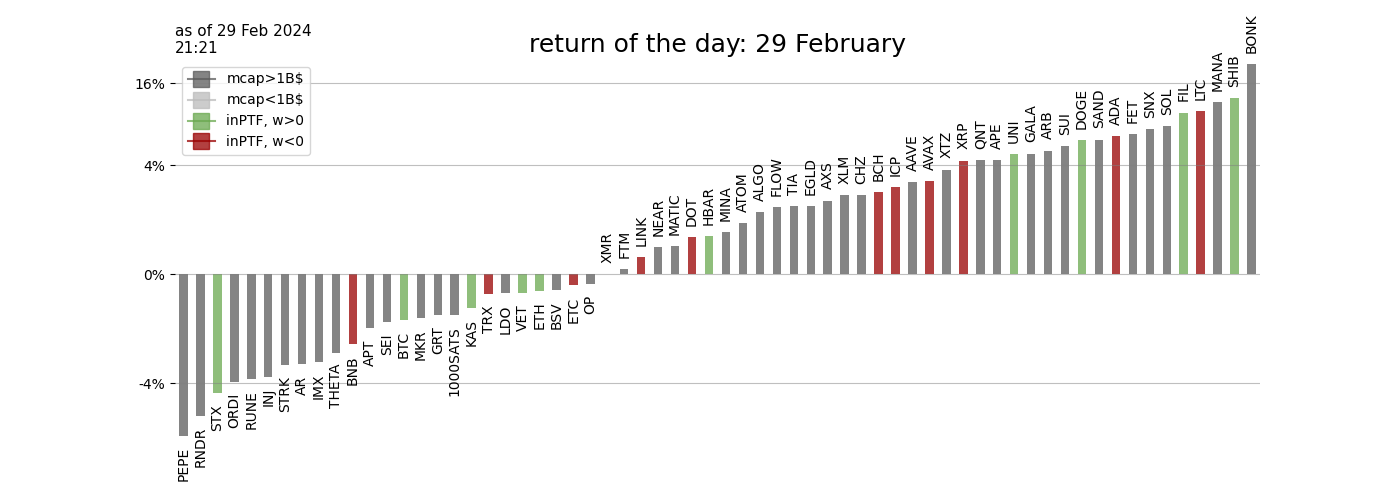 as of 29 Feb 2024
21:21
return of the day: 29 February
mcap>1B$
mcap<1B$
inPTF, w>0
inPTF, w<0
16%
4%
0%
-4%
PEPE
RNDR
STX
ORDI
RUNE
INJ
STRK
AR
IMX
THETA
BNB
APT
SEI
BTC
MKR
GRT
1000SATS
KAS
TRX
LDO
VET
ETH
BSV
ETC
OP
XMR
FTM
LINK
NEAR
MATIC
DOT
HBAR
MINA
ATOM
ALGO
FLOW
TIA
EGLD
AXS
XLM
CHZ
BCH
ICP
AAVE
AVAX
XTZ
XRP
QNT
APE
UNI
GALA
ARB
SUI
DOGE
SAND
ADA
FET
SNX
SOL
FIL
LTC
MANA
SHIB
BONK